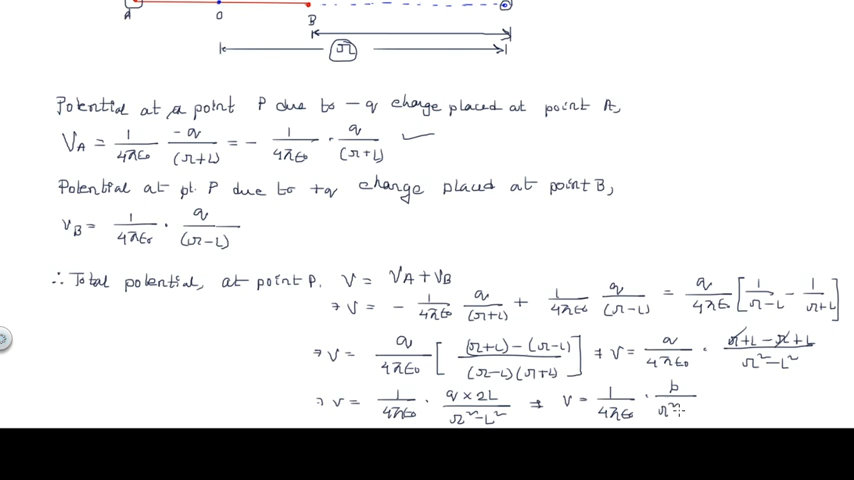 A O B
r
Potential at a point P due to -q charge placed at point A,
V_A = 1/4πε₀ -q/(r+L) = - 1/4πε₀ · q/(r+L)
Potential at pt. P due to +q charge placed at point B,
V_B = 1/4πε₀ · q/(r-L)
∴ Total potential, at point P. V = V_A + V_B
⇒ V = - 1/4πε₀ q/(r+L) + 1/4πε₀ q/(r-L) = q/4πε [1/r-L - 1/r+L]
⇒ V = q/4πε₀ [(r+L)-(r-L)/(r-L)(r+L)] ⇒ V = q/4πε₀ · r+L-r+L/r²-L²
⇒ V = 1/4πε₀ · q×2L/r²-L² ⇒ V = 1/4πε₀ · p/r²-